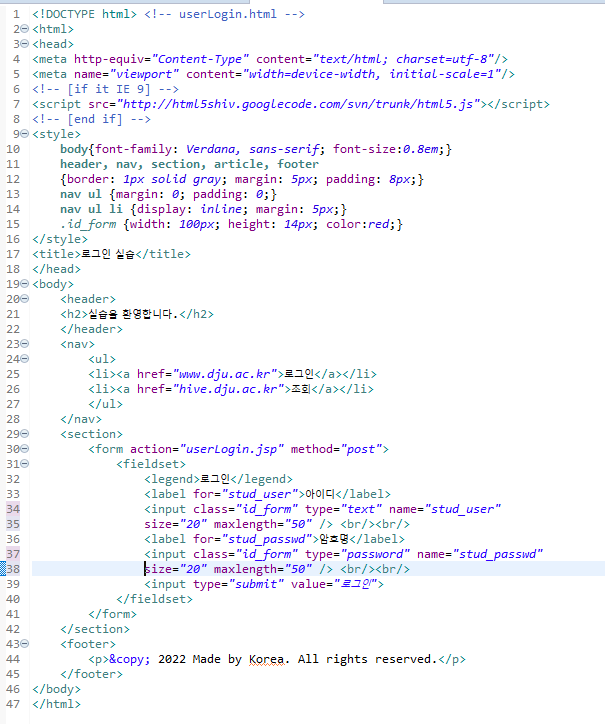 1 <!DOCTYPE html> <!-- userLogin.html -->
2 <html>
3 <head>
4 <meta http-equiv="Content-Type" content="text/html; charset=utf-8"/>
5 <meta name="viewport" content="width=device-width, initial-scale=1"/>
6 <!-- [if it IE 9] -->
7 <script src="http://html5shiv.googlecode.com/svn/trunk/html5.js"></script>
8 <!-- [end if] -->
9 <style>
10     body{font-family: Verdana, sans-serif; font-size:0.8em;}
11     header, nav, section, article, footer
12     {border: 1px solid gray; margin: 5px; padding: 8px;}
13     nav ul {margin: 0; padding: 0;}
14     nav ul li {display: inline; margin: 5px;}
15     .id_form {width: 100px; height: 14px; color:red;}
16 </style>
17 <title>로그인 실습</title>
18 </head>
19 <body>
20     <header>
21     <h2>실습을 환영합니다.</h2>
22     </header>
23     <nav>
24         <ul>
25         <li><a href="www.dju.ac.kr">로그인</a></li>
26         <li><a href="hive.dju.ac.kr">조회</a></li>
27         </ul>
28     </nav>
29     <section>
30         <form action="userLogin.jsp" method="post">
31             <fieldset>
32                 <legend>로그인</legend>
33                 <label for="stud_user">아이디</label>
34                 <input class="id_form" type="text" name="stud_user"
35                 size="20" maxlength="50" /> <br/><br/>
36                 <label for="stud_passwd">암호명</label>
37                 <input class="id_form" type="password" name="stud_passwd"
38                 size="20" maxlength="50" /> <br/><br/>
39                 <input type="submit" value="로그인">
40             </fieldset>
41         </form>
42     </section>
43     <footer>
44         <p>&copy; 2022 Made by Korea. All rights reserved.</p>
45     </footer>
46 </body>
47 </html>